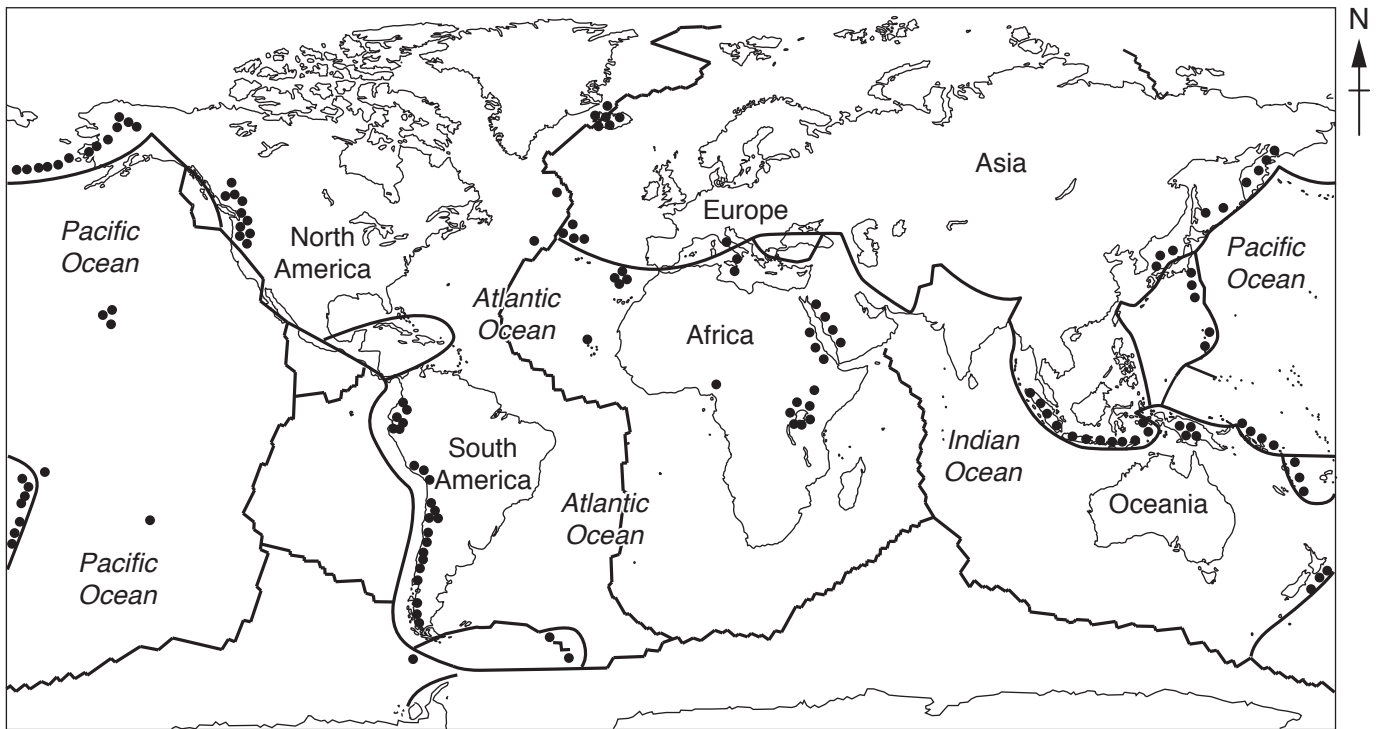 N
Asia
Europe
Pacific
Ocean
North
America
Pacific
Ocean
Atlantic
Ocean
Africa
South
America
Indian
Ocean
Atlantic
Ocean
Oceania
Pacific
Ocean